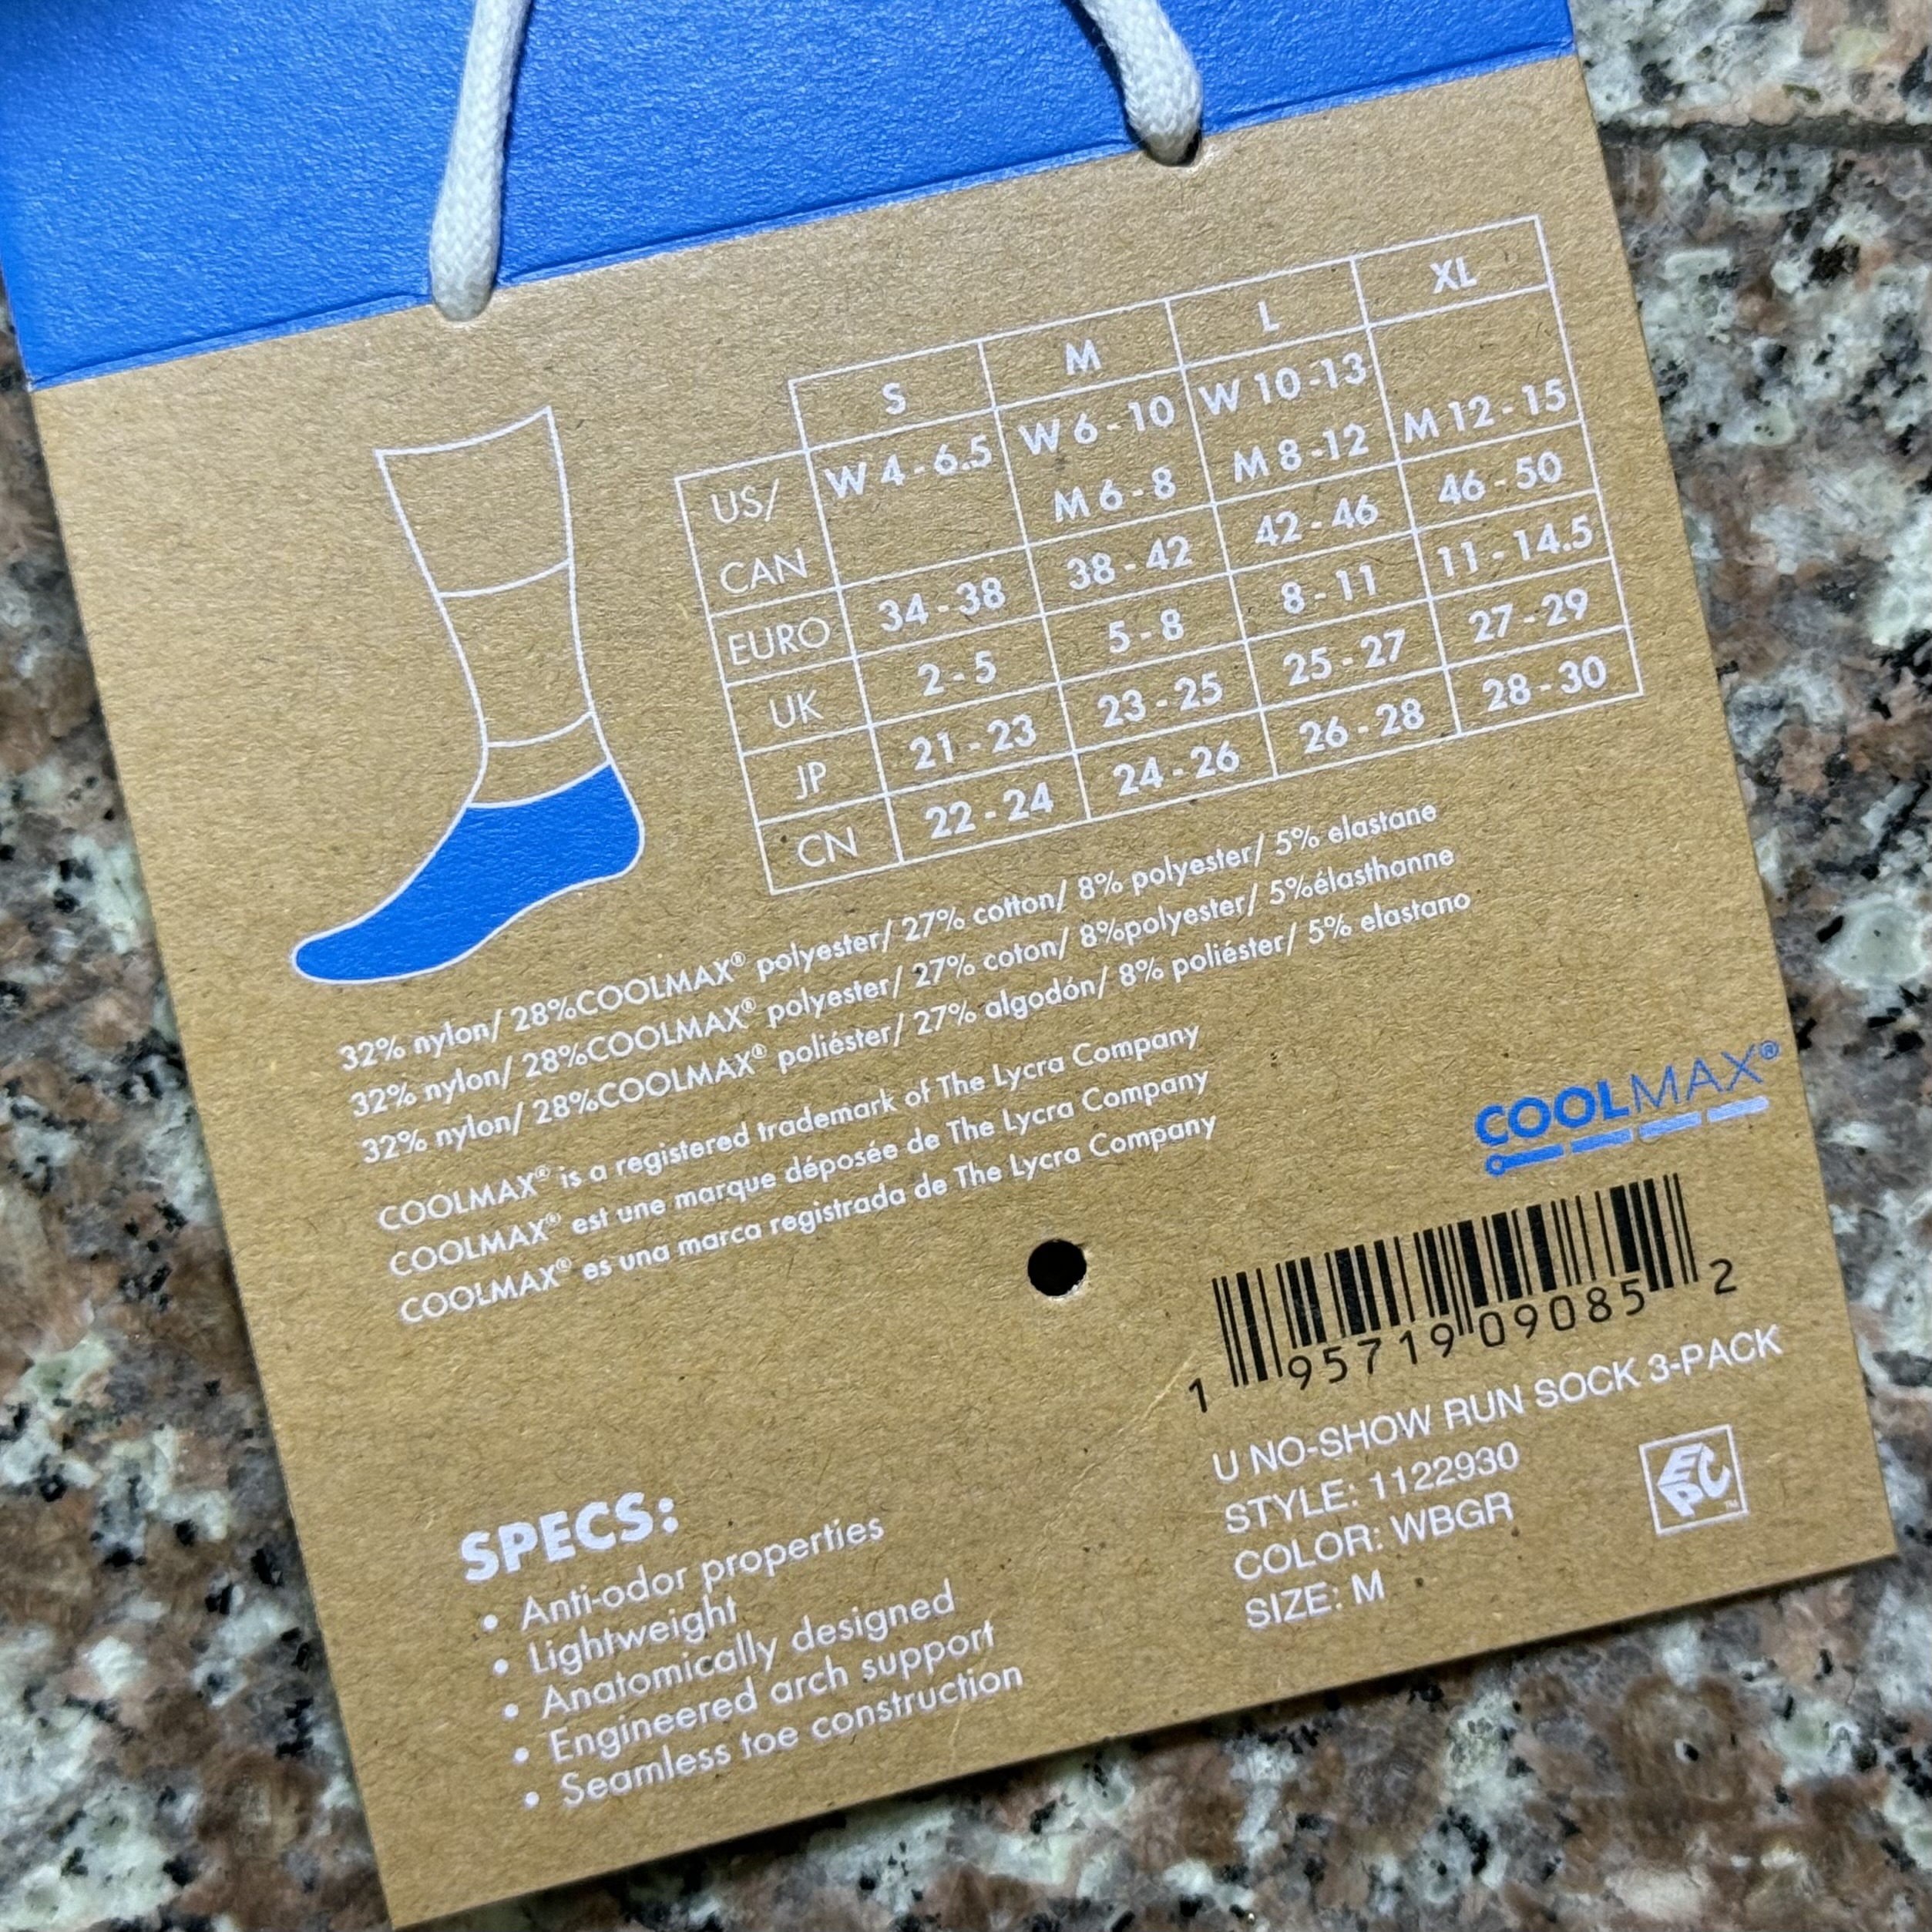 S M L XL
US/ CAN W 4 - 6.5 W 6 - 10 M 6 - 8 W 10 -13 M 8 -12 M 12 - 15
EURO 34 - 38 38 - 42 42 - 46 46 - 50
UK 2 - 5 5 - 8 8 - 11 11 - 14.5
JP 21 - 23 23 - 25 25 - 27 27 - 29
CN 22 - 24 24 - 26 26 - 28 28 - 30
32% nylon/ 28%COOLMAX® polyester/ 27% cotton/ 8% polyester/ 5% elastane
32% nylon/ 28%COOLMAX® polyester/ 27% coton/ 8%polyester/ 5%élasthanne
32% nylon/ 28%COOLMAX® poliéster/ 27% algodón/ 8% poliéster/ 5% elastano
COOLMAX® is a registered trademark of The Lycra Company
COOLMAX® est une marque déposée de The Lycra Company
COOLMAX® es una marca registrada de The Lycra Company
COOLMAX®
1 95719 09085 2
U NO-SHOW RUN SOCK 3-PACK
STYLE: 1122930
COLOR: WBGR
SIZE: M
EPC™
SPECS:
• Anti-odor properties
• Lightweight
• Anatomically designed
• Engineered arch support
• Seamless toe construction